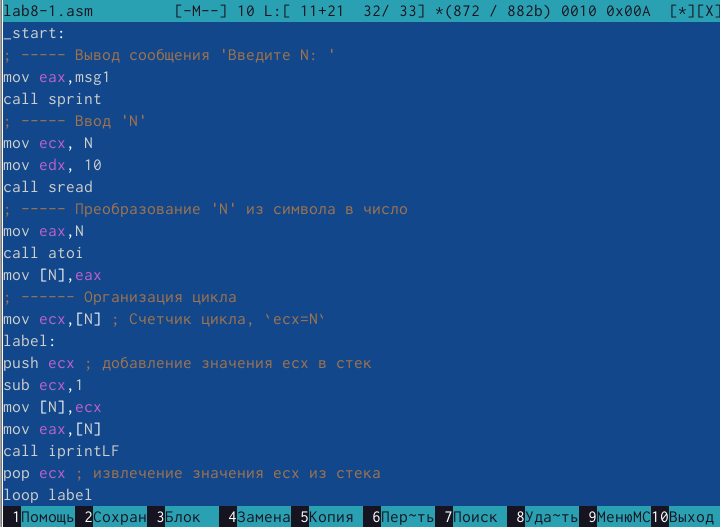 lab8-1.asm [-M--] 10 L:[ 11+21 32/ 33] *(872 / 882b) 0010 0x00A [*][X]
_start:
; ----- Вывод сообщения 'Введите N: '
mov eax,msg1
call sprint
; ----- Ввод 'N'
mov ecx, N
mov edx, 10
call sread
; ----- Преобразование 'N' из символа в число
mov eax,N
call atoi
mov [N],eax
; ------ Организация цикла
mov ecx,[N] ; Счетчик цикла, `ecx=N`
label:
push ecx ; добавление значения ecx в стек
sub ecx,1
mov [N],ecx
mov eax,[N]
call iprintLF
pop ecx ; извлечение значения ecx из стека
loop label
1Помощь 2Сохран 3Блок 4Замена 5Копия 6Пер~ть 7Поиск 8Уда~ть 9МенюMC 10Выход